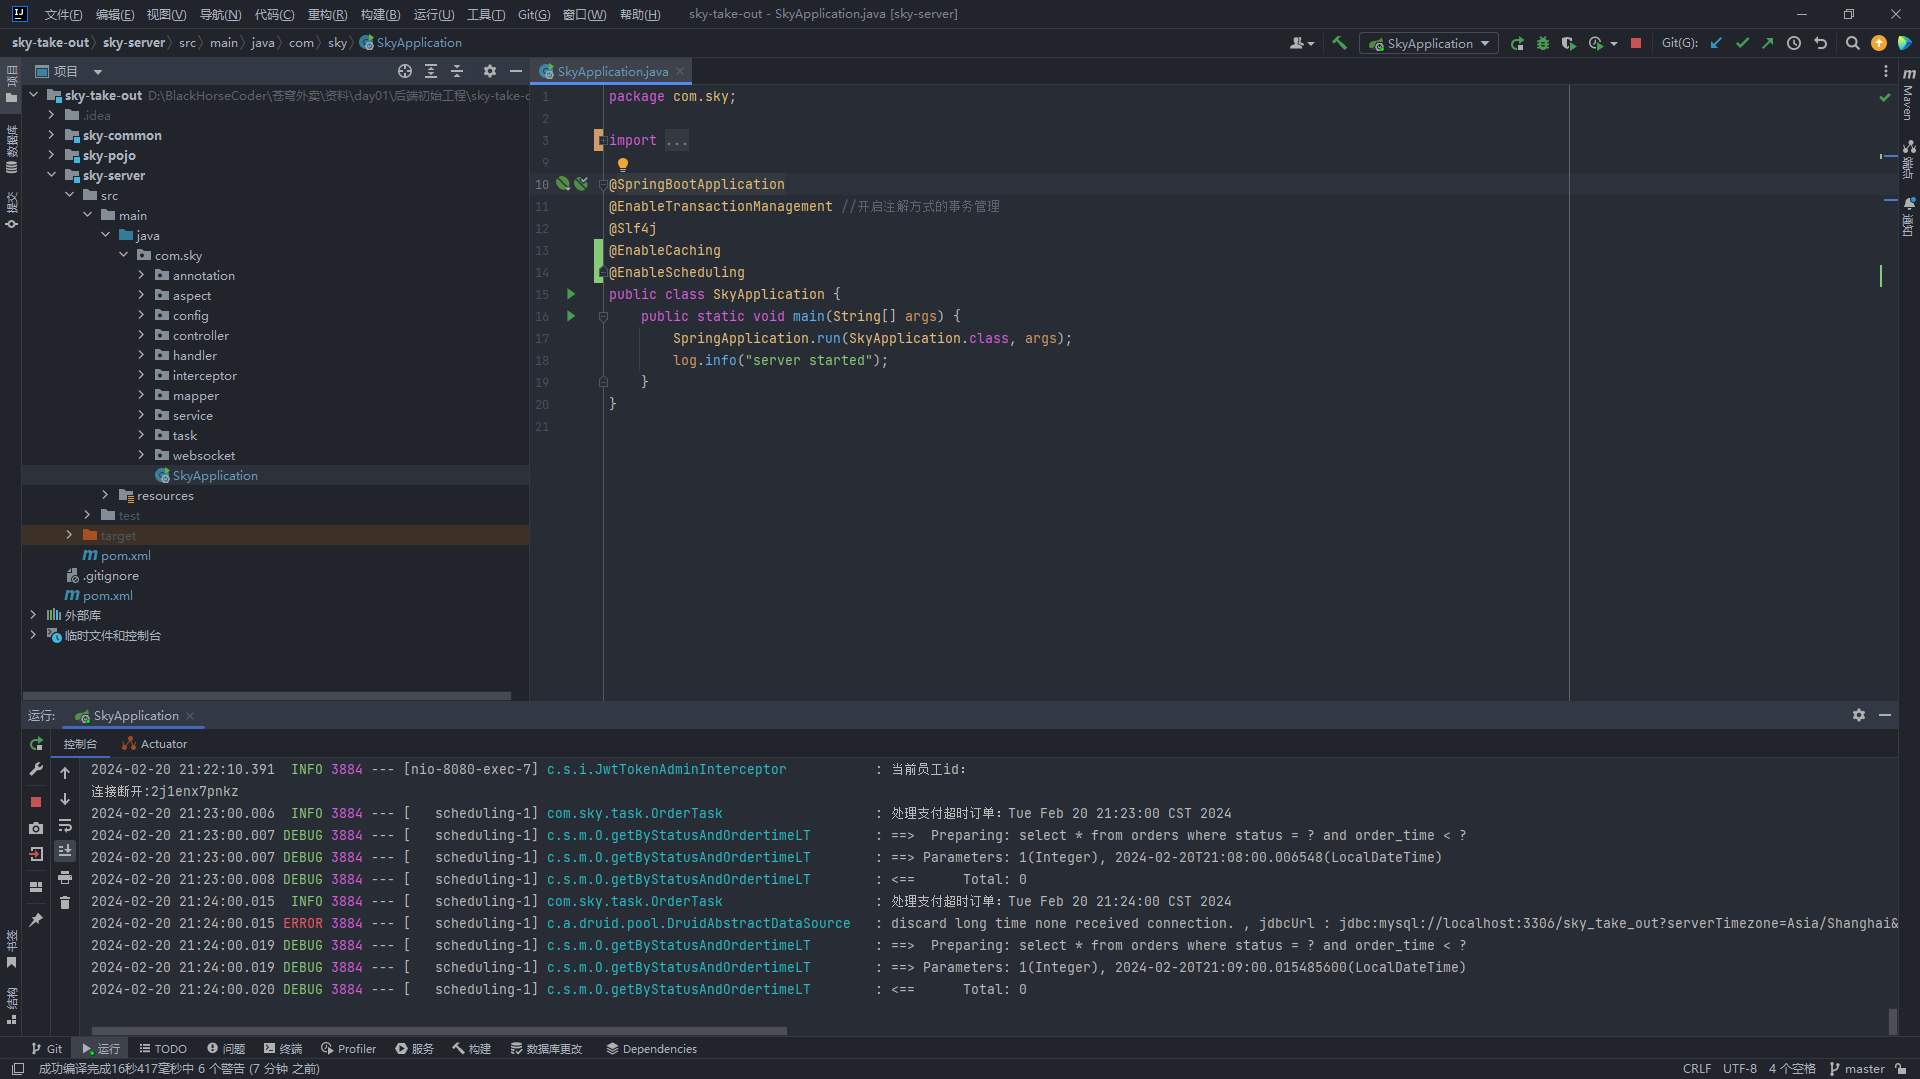 文件(F) 编辑(E) 视图(V) 导航(N) 代码(C) 重构(R) 构建(B) 运行(U) 工具(T) Git(G) 窗口(W) 帮助(H) sky-take-out - SkyApplication.java [sky-server]
sky-take-out sky-server src main java com sky SkyApplication
SkyApplication Git(G):
项目
SkyApplication.java
sky-take-out D:\BlackHorseCoder\苍穹外卖\资料\day01\后端初始工程\sky-take-
.idea
sky-common
sky-pojo
sky-server
src
main
java
com.sky
annotation
aspect
config
controller
handler
interceptor
mapper
service
task
websocket
SkyApplication
resources
test
target
pom.xml
.gitignore
pom.xml
外部库
临时文件和控制台
项目
数据库
提交
书签
结构
1 package com.sky;
2
3 import ...
9
10 @SpringBootApplication
11 @EnableTransactionManagement //开启注解方式的事务管理
12 @Slf4j
13 @EnableCaching
14 @EnableScheduling
15 public class SkyApplication {
16 public static void main(String[] args) {
17 SpringApplication.run(SkyApplication.class, args);
18 log.info("server started");
19 }
20 }
21
m Maven
端点
通知
运行: SkyApplication
控制台 Actuator
2024-02-20 21:22:10.391 INFO 3884 --- [nio-8080-exec-7] c.s.i.JwtTokenAdminInterceptor : 当前员工id:
连接断开:2j1enx7pnkz
2024-02-20 21:23:00.006 INFO 3884 --- [ scheduling-1] com.sky.task.OrderTask : 处理支付超时订单：Tue Feb 20 21:23:00 CST 2024
2024-02-20 21:23:00.007 DEBUG 3884 --- [ scheduling-1] c.s.m.O.getByStatusAndOrdertimeLT : ==> Preparing: select * from orders where status = ? and order_time < ?
2024-02-20 21:23:00.007 DEBUG 3884 --- [ scheduling-1] c.s.m.O.getByStatusAndOrdertimeLT : ==> Parameters: 1(Integer), 2024-02-20T21:08:00.006548(LocalDateTime)
2024-02-20 21:23:00.008 DEBUG 3884 --- [ scheduling-1] c.s.m.O.getByStatusAndOrdertimeLT : <== Total: 0
2024-02-20 21:24:00.015 INFO 3884 --- [ scheduling-1] com.sky.task.OrderTask : 处理支付超时订单：Tue Feb 20 21:24:00 CST 2024
2024-02-20 21:24:00.015 ERROR 3884 --- [ scheduling-1] c.a.druid.pool.DruidAbstractDataSource : discard long time none received connection. , jdbcUrl : jdbc:mysql://localhost:3306/sky_take_out?serverTimezone=Asia/Shanghai&
2024-02-20 21:24:00.019 DEBUG 3884 --- [ scheduling-1] c.s.m.O.getByStatusAndOrdertimeLT : ==> Preparing: select * from orders where status = ? and order_time < ?
2024-02-20 21:24:00.019 DEBUG 3884 --- [ scheduling-1] c.s.m.O.getByStatusAndOrdertimeLT : ==> Parameters: 1(Integer), 2024-02-20T21:09:00.015485600(LocalDateTime)
2024-02-20 21:24:00.020 DEBUG 3884 --- [ scheduling-1] c.s.m.O.getByStatusAndOrdertimeLT : <== Total: 0
Git 运行 TODO 问题 终端 Profiler 服务 构建 数据库更改 Dependencies
成功编译完成16秒417毫秒中 6 个警告 (7 分钟 之前) CRLF UTF-8 4 个空格 master